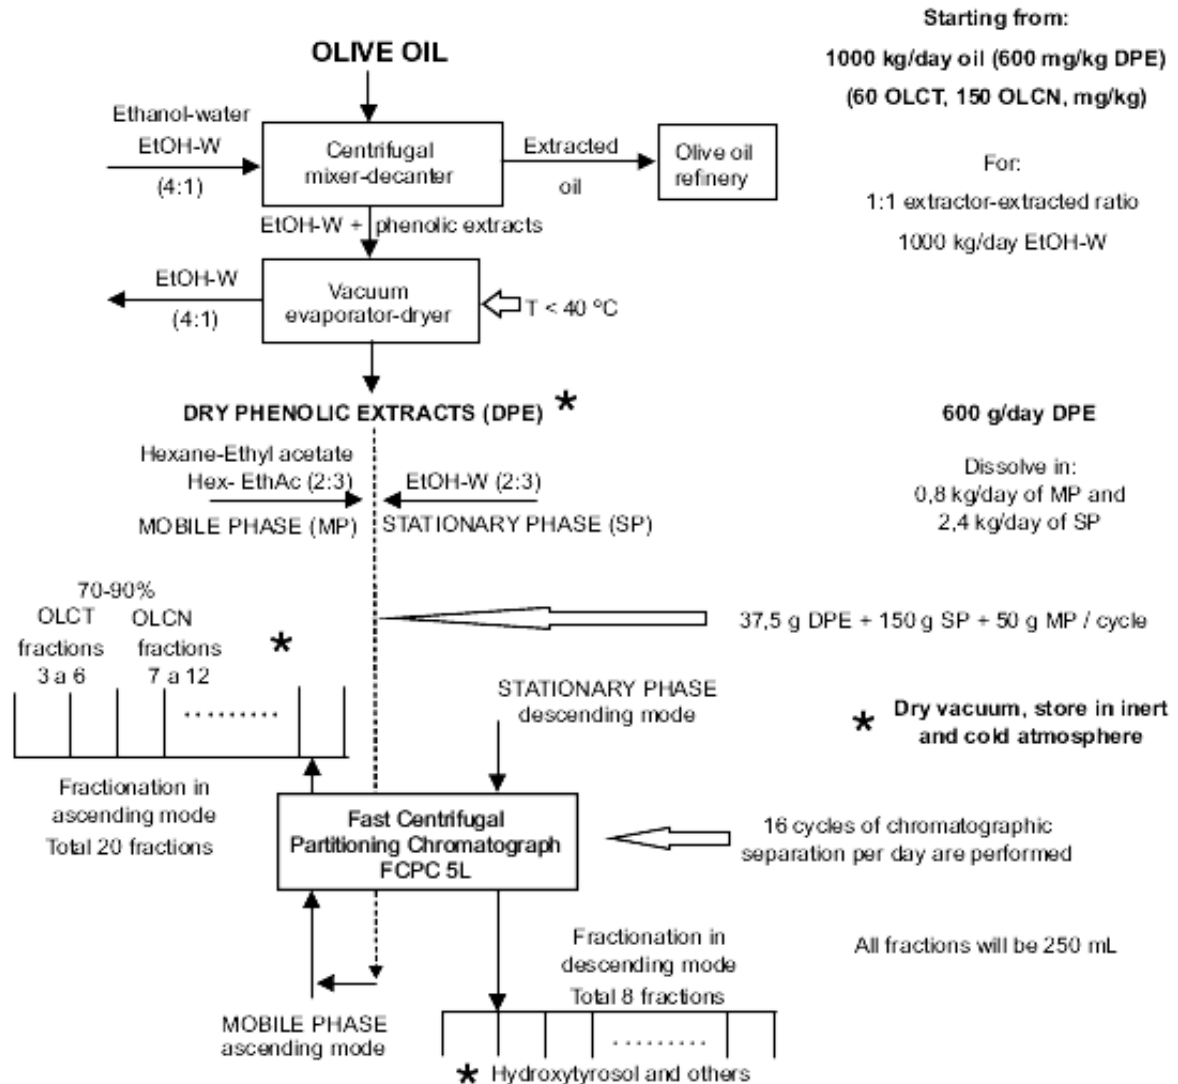 Starting from:
OLIVE OIL
1000 kg/day oil (600 mg/kg DPE)
(60 OLCT, 150 OLCN, mg/kg)
Ethanol-water
EtOH-W
(4:1)
Centrifugal
mixer-decanter
Extracted
oil
Olive oil
refinery
For:
1:1 extractor-extracted ratio
1000 kg/day EtOH-W
EtOH-W + phenolic extracts
EtOH-W
(4:1)
Vacuum
evaporator-dryer
T < 40 ºC
DRY PHENOLIC EXTRACTS (DPE) *
600 g/day DPE
Hexane-Ethyl acetate
Hex- EthAc (2:3)
MOBILE PHASE (MP)
EtOH-W (2:3)
STATIONARY PHASE (SP)
Dissolve in:
0,8 kg/day of MP and
2,4 kg/day of SP
70-90%
OLCT
fractions
3 a 6
OLCN
fractions
7 a 12
*
37,5 g DPE + 150 g SP + 50 g MP / cycle
STATIONARY PHASE
descending mode
* Dry vacuum, store in inert
and cold atmosphere
.........
Fractionation in
ascending mode
Total 20 fractions
Fast Centrifugal
Partitioning Chromatograph
FCPC 5L
16 cycles of chromatographic
separation per day are performed
Fractionation in
descending mode
Total 8 fractions
All fractions will be 250 mL
MOBILE PHASE
ascending mode
.........
* Hydroxytyrosol and others